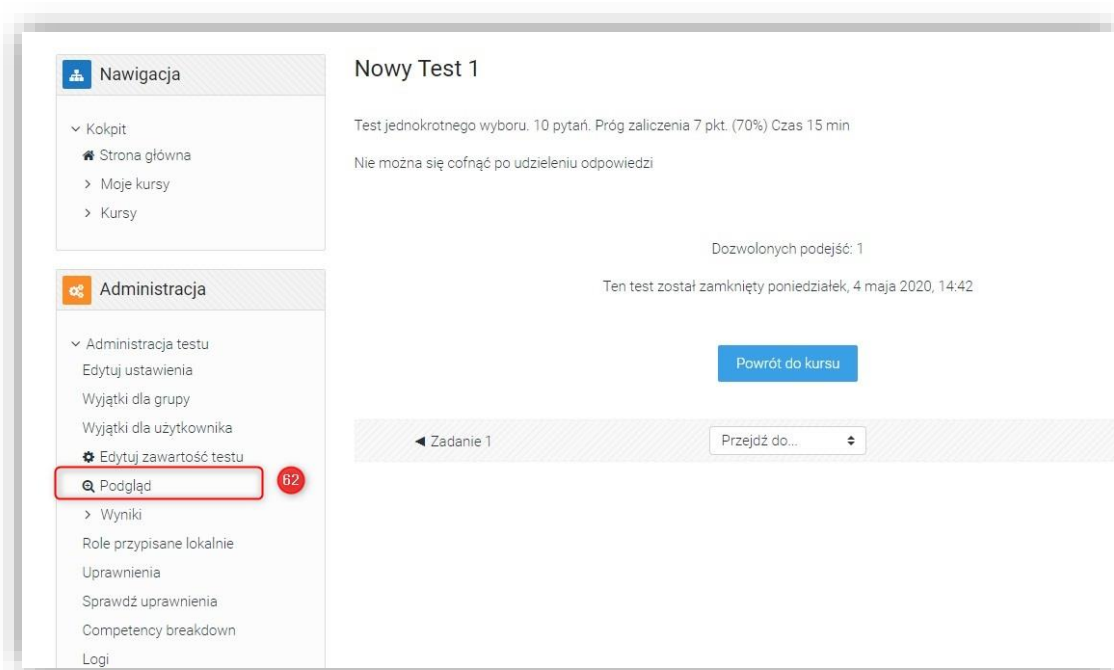 Nawigacja
Kokpit
Strona główna
Moje kursy
Kursy
Administracja
Administracja testu
Edytuj ustawienia
Wyjątki dla grupy
Wyjątki dla użytkownika
Edytuj zawartość testu
Podgląd
62
Wyniki
Role przypisane lokalnie
Uprawnienia
Sprawdź uprawnienia
Competency breakdown
Logi
Nowy Test 1
Test jednokrotnego wyboru. 10 pytań. Próg zaliczenia 7 pkt. (70%) Czas 15 min
Nie można się cofnąć po udzieleniu odpowiedzi
Dozwolonych podejść: 1
Ten test został zamknięty poniedziałek, 4 maja 2020, 14:42
Powrót do kursu
◄ Zadanie 1
Przejdź do...